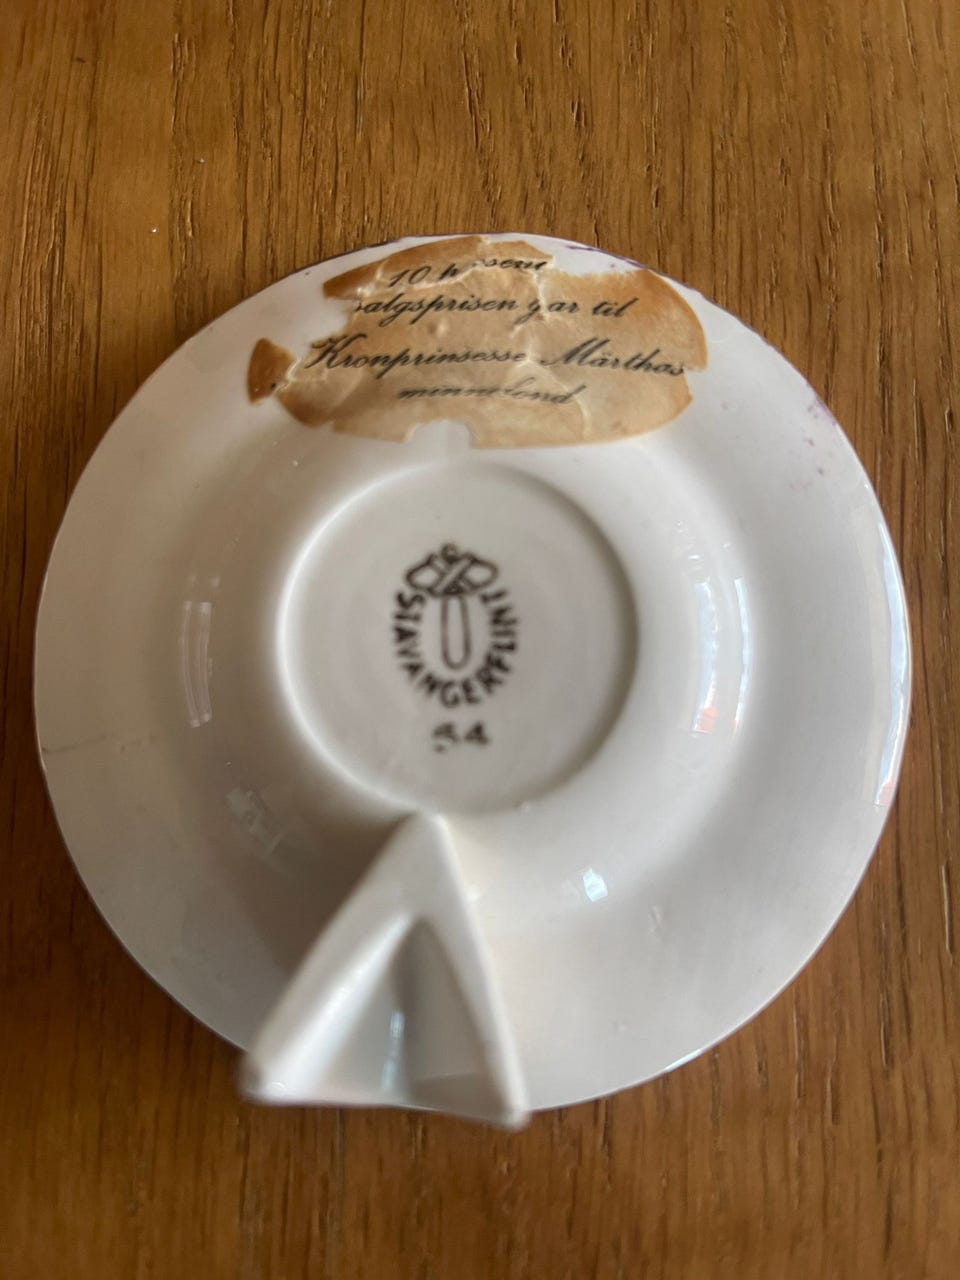 10
salgsprisen går til
Kronprinsesse Märthas
minnefond
STAVANGERFLINT
54